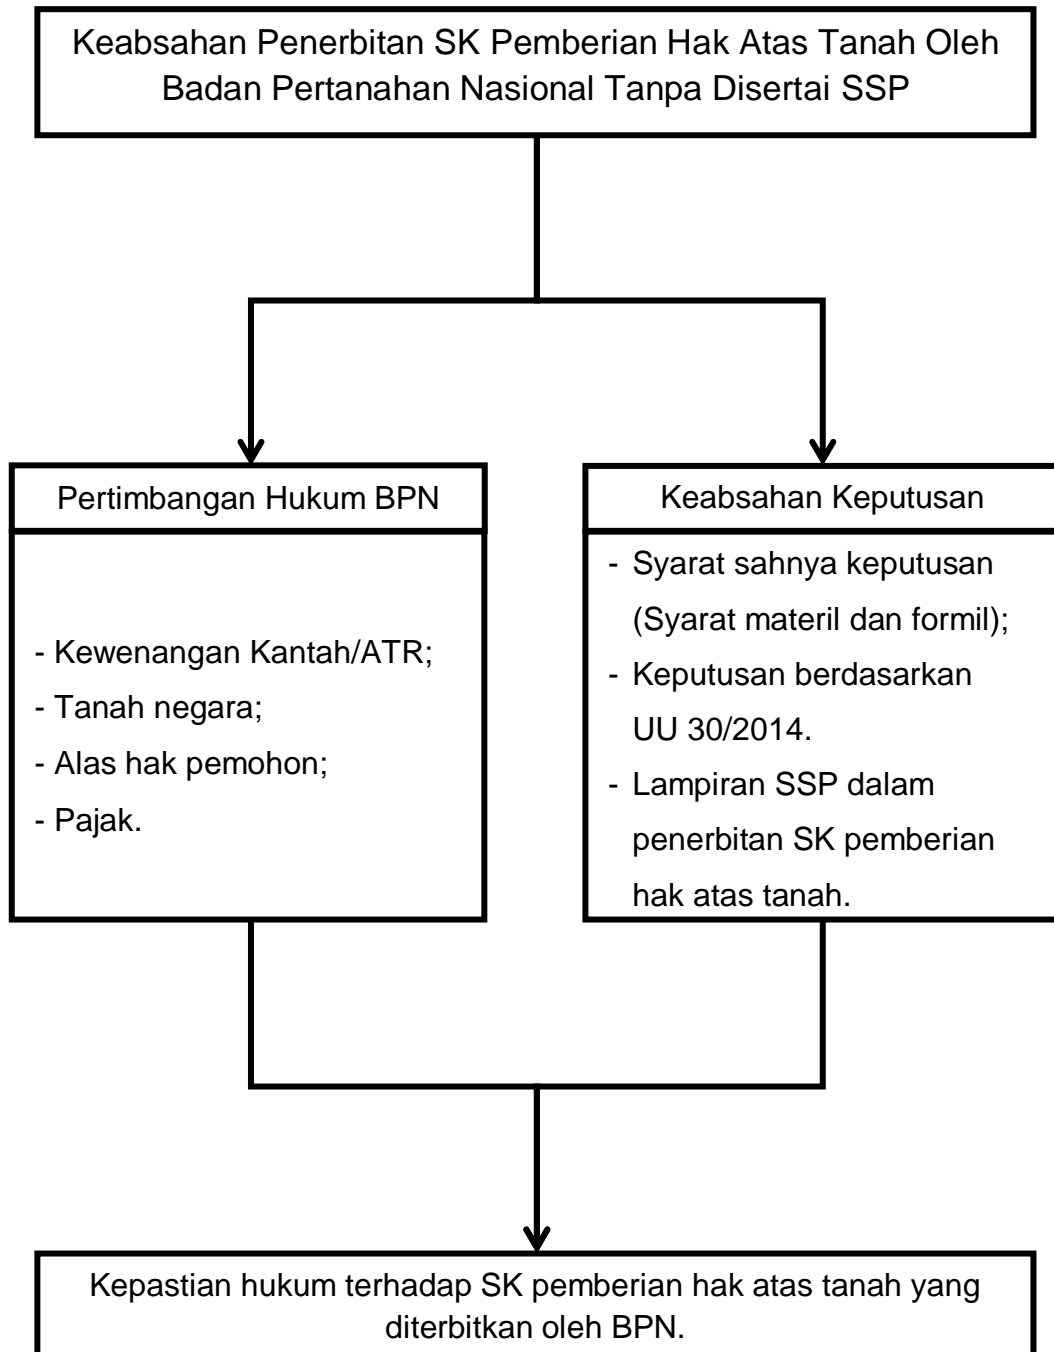 Keabsahan Penerbitan SK Pemberian Hak Atas Tanah Oleh
Badan Pertanahan Nasional Tanpa Disertai SSP
Pertimbangan Hukum BPN
- Kewenangan Kantah/ATR;
- Tanah negara;
- Alas hak pemohon;
- Pajak.
Keabsahan Keputusan
- Syarat sahnya keputusan
(Syarat materil dan formil);
- Keputusan berdasarkan
UU 30/2014.
- Lampiran SSP dalam
penerbitan SK pemberian
hak atas tanah.
Kepastian hukum terhadap SK pemberian hak atas tanah yang
diterbitkan oleh BPN.